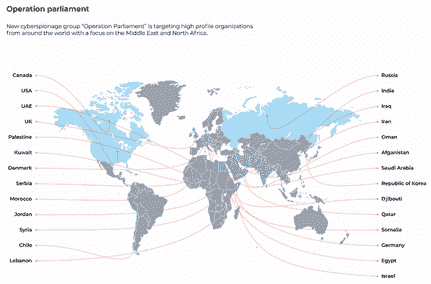 Operation parliament
New cyberspionage group "Operation Parliament" is targeting high profile organizations
from around the world with a focus on the Middle East and North Africa.
Canada
USA
UAE
UK
Palestine
Kuwait
Denmark
Serbia
Morocco
Jordan
Syria
Chile
Lebanon
Russia
India
Iraq
Iran
Oman
Afganistan
Saudi Arabia
Republic of Korea
Djibouti
Qatar
Somalia
Germany
Egypt
Israel